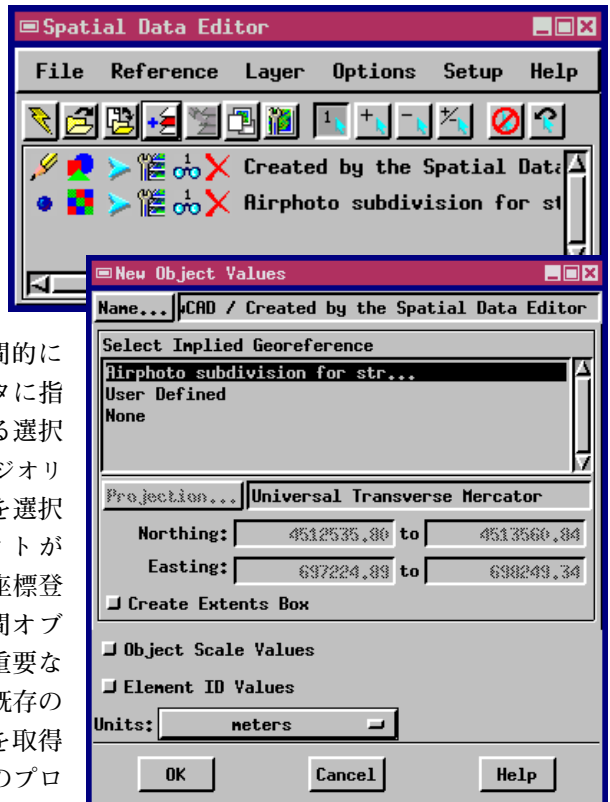 Spatial Data Editor
File Reference Layer Options Setup Help
Created by the Spatial Data
Airphoto subdivision for st
New Object Values
Name... CAD / Created by the Spatial Data Editor
Select Implied Georeference
Airphoto subdivision for str...
User Defined
None
Projection... Universal Transverse Mercator
Northing: 4512535.80 to 4513560.84
Easting: 697224.89 to 698249.34
Create Extents Box
Object Scale Values
Element ID Values
Units: meters
OK Cancel Help
間的に
タに指
る選択
ジオリ
を選択
トが
座標登
間オブ
重要な
既存の
を取得
のプロ